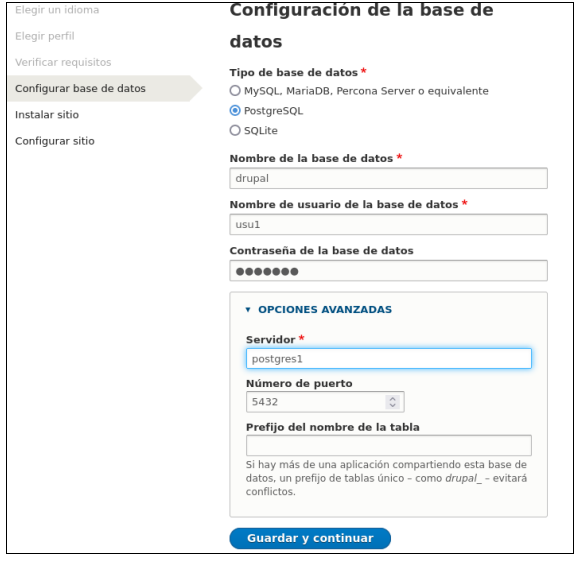 Elegir un idioma
Elegir perfil
Verificar requisitos
Configurar base de datos
Instalar sitio
Configurar sitio
Configuración de la base de
datos
Tipo de base de datos *
MySQL, MariaDB, Percona Server o equivalente
PostgreSQL
SQLite
Nombre de la base de datos *
drupal
Nombre de usuario de la base de datos *
usu1
Contraseña de la base de datos
●●●●●●●
▼ OPCIONES AVANZADAS
Servidor *
postgres1
Número de puerto
5432
Prefijo del nombre de la tabla
Si hay más de una aplicación compartiendo esta base de
datos, un prefijo de tablas único – como drupal_ – evitará
conflictos.
Guardar y continuar